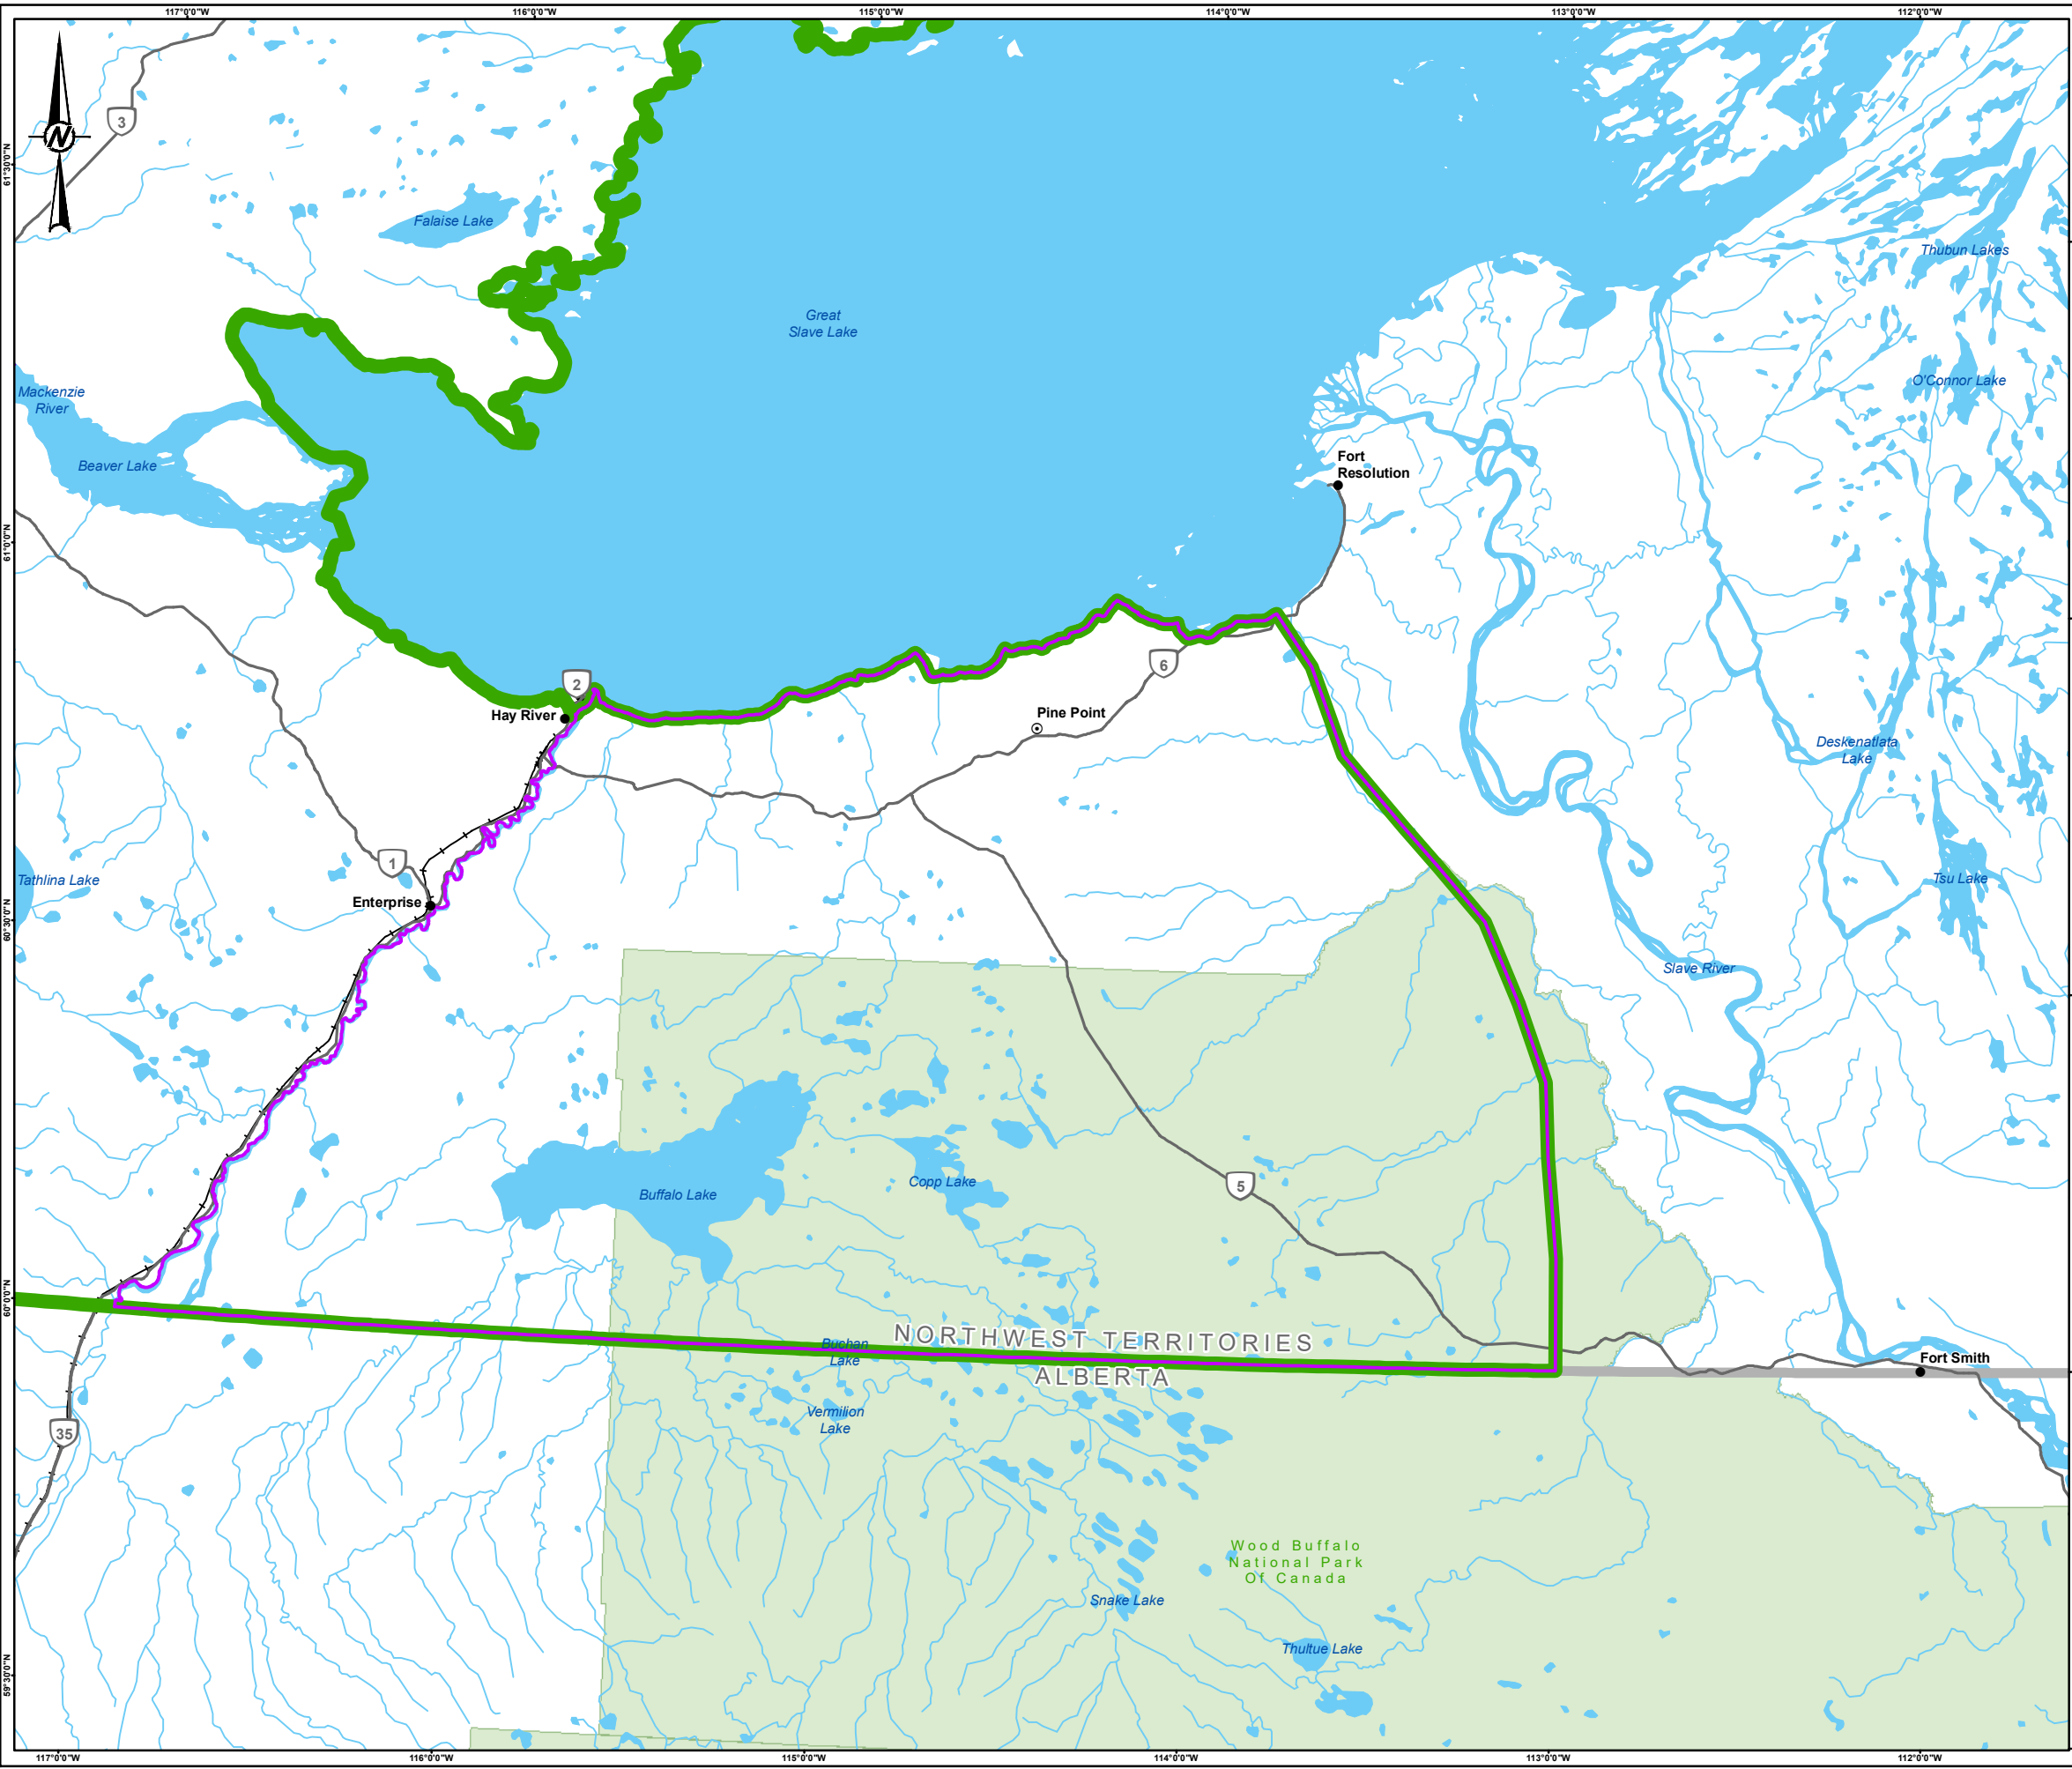 117°0'0"W
116°0'0"W
115°0'0"W
114°0'0"W
113°0'0"W
112°0'0"W
3
N
61°30'0"N
Falaise Lake
Thubun Lakes
Great
Slave Lake
O'Connor Lake
Mackenzie
River
Beaver Lake
Fort
Resolution
61°0'0"N
2
6
Hay River
Pine Point
Deskenatlata
Lake
1
Tathlina Lake
Tsu Lake
Enterprise
60°30'0"N
Slave River
Buffalo Lake
Copp Lake
5
60°0'0"N
NORTHWEST TERRITORIES
Buchan
Lake
Fort Smith
ALBERTA
Vermilion
Lake
35
Wood Buffalo
National Park
Of Canada
Snake Lake
Thultue Lake
59°30'0"N
117°0'0"W
116°0'0"W
115°0'0"W
114°0'0"W
113°0'0"W
112°0'0"W